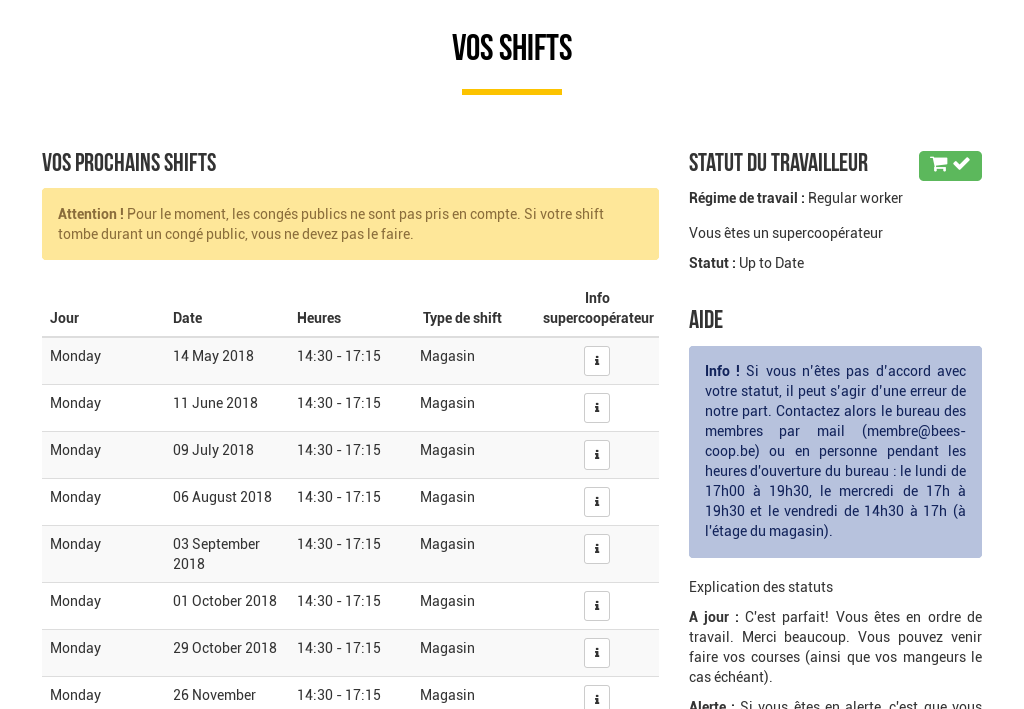 VOS SHIFTS
VOS PROCHAINS SHIFTS
Attention ! Pour le moment, les congés publics ne sont pas pris en compte. Si votre shift
tombe durant un congé public, vous ne devez pas le faire.
Jour Date Heures Type de shift Info supercoopérateur
Monday 14 May 2018 14:30 - 17:15 Magasin
Monday 11 June 2018 14:30 - 17:15 Magasin
Monday 09 July 2018 14:30 - 17:15 Magasin
Monday 06 August 2018 14:30 - 17:15 Magasin
Monday 03 September 2018 14:30 - 17:15 Magasin
Monday 01 October 2018 14:30 - 17:15 Magasin
Monday 29 October 2018 14:30 - 17:15 Magasin
Monday 26 November 14:30 - 17:15 Magasin
STATUT DU TRAVAILLEUR
Régime de travail : Regular worker
Vous êtes un supercoopérateur
Statut : Up to Date
AIDE
Info ! Si vous n'êtes pas d'accord avec
votre statut, il peut s'agir d'une erreur de
notre part. Contactez alors le bureau des
membres par mail (membre@bees-
coop.be) ou en personne pendant les
heures d'ouverture du bureau : le lundi de
17h00 à 19h30, le mercredi de 17h à
19h30 et le vendredi de 14h30 à 17h (à
l'étage du magasin).
Explication des statuts
A jour : C'est parfait! Vous êtes en ordre de
travail. Merci beaucoup. Vous pouvez venir
faire vos courses (ainsi que vos mangeurs le
cas échéant).
Alerte : Si vous êtes en alerte, c'est que vous